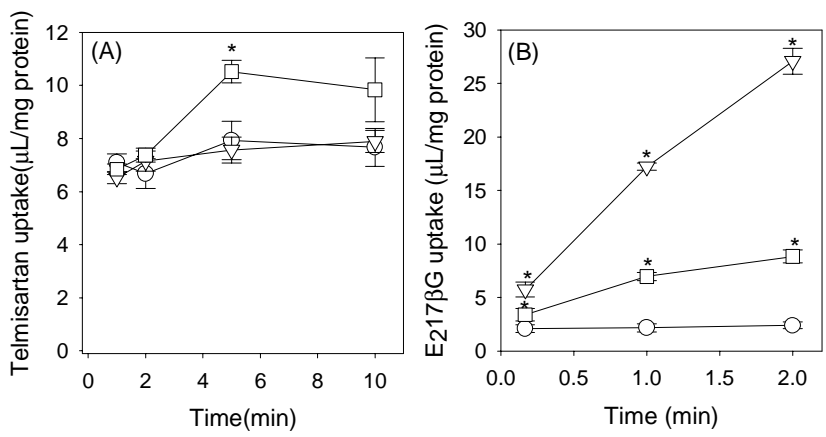 (A)
Telmisartan uptake(μL/mg protein)
12
10
8
6
4
2
0
*
0 2 4 6 8 10
Time(min)
(B)
E217βG uptake (μL/mg protein)
30
25
20
15
10
5
0
*
*
*
*
*
*
0.0 0.5 1.0 1.5 2.0
Time (min)